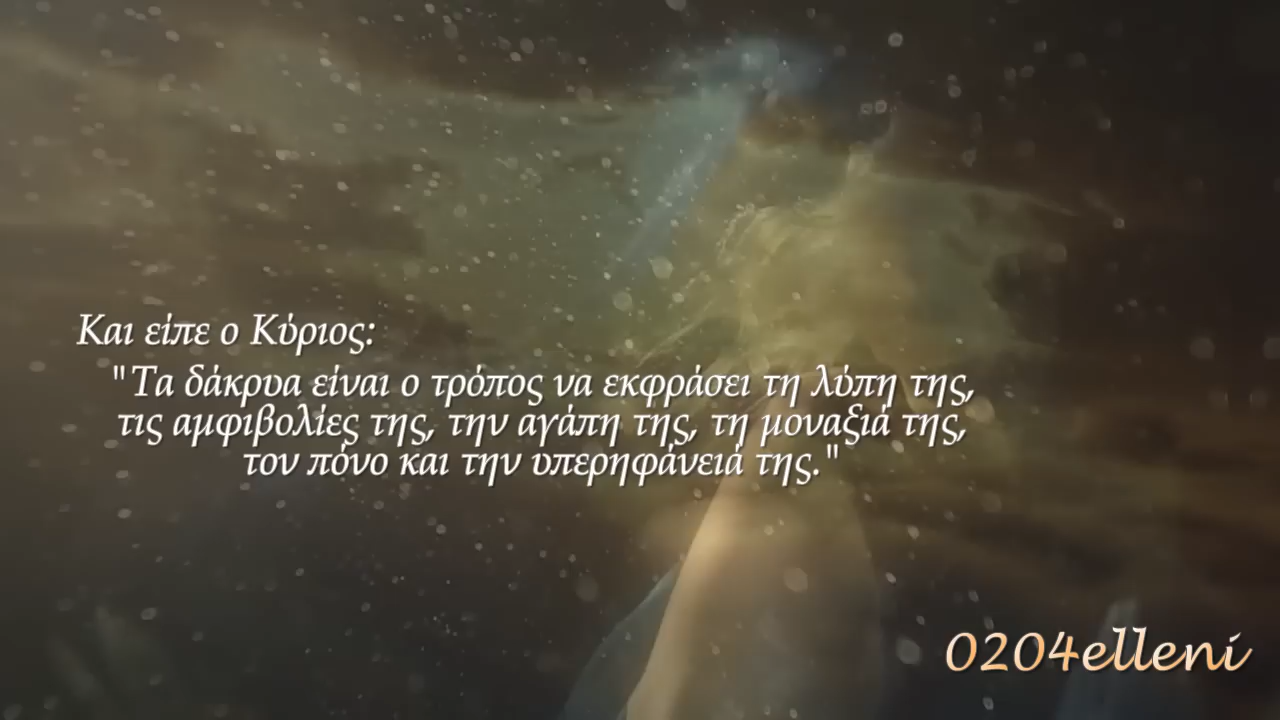 Και είπε ο Κύριος:
"Τα δάκρυα είναι ο τρόπος να εκφράσει τη λύπη της,
τις αμφιβολίες της, την αγάπη της, τη μοναξιά της,
τον πόνο και την υπερηφάνειά της."
0204elleni